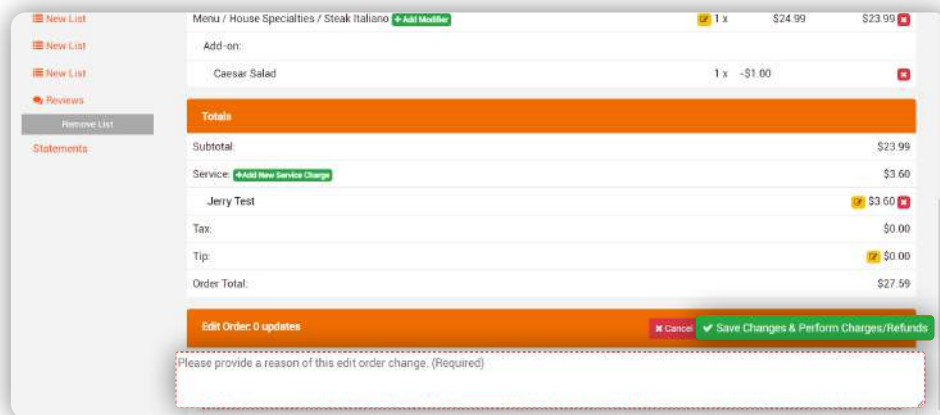 New List
Menu / House Specialties / Steak Italiano +Add Modifier 1 x $24.99 $23.99
New List
Add-on:
New List
Caesar Salad 1 x -$1.00
Reviews
Remove List
Totals
Statements
Subtotal: $23.99
Service: +Add New Service Charge $3.60
Jerry Test $3.60
Tax: $0.00
Tip: $0.00
Order Total: $27.59
Edit Order: 0 updates Cancel Save Changes & Perform Charges/Refunds
Please provide a reason of this edit order change. (Required)